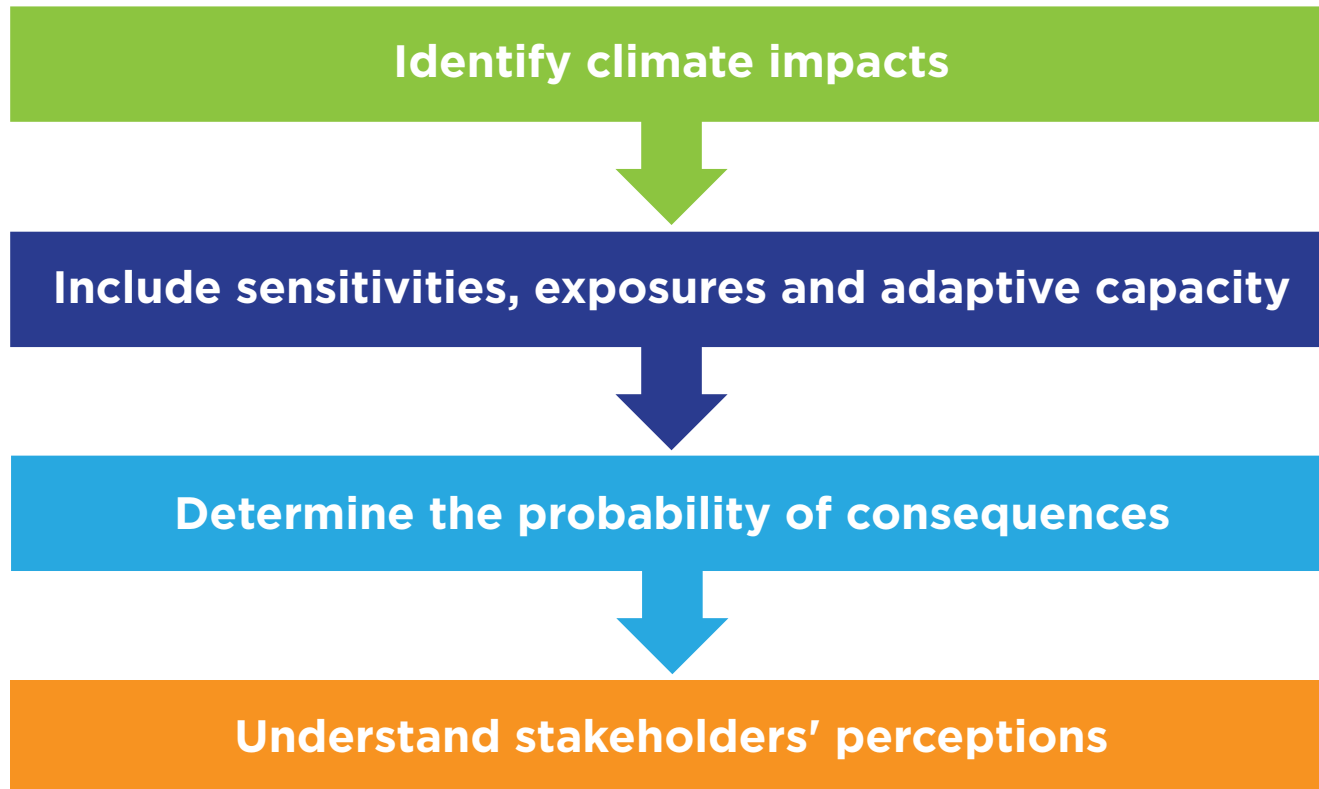 Identify climate impacts
Include sensitivities, exposures and adaptive capacity
Determine the probability of consequences
Understand stakeholders' perceptions